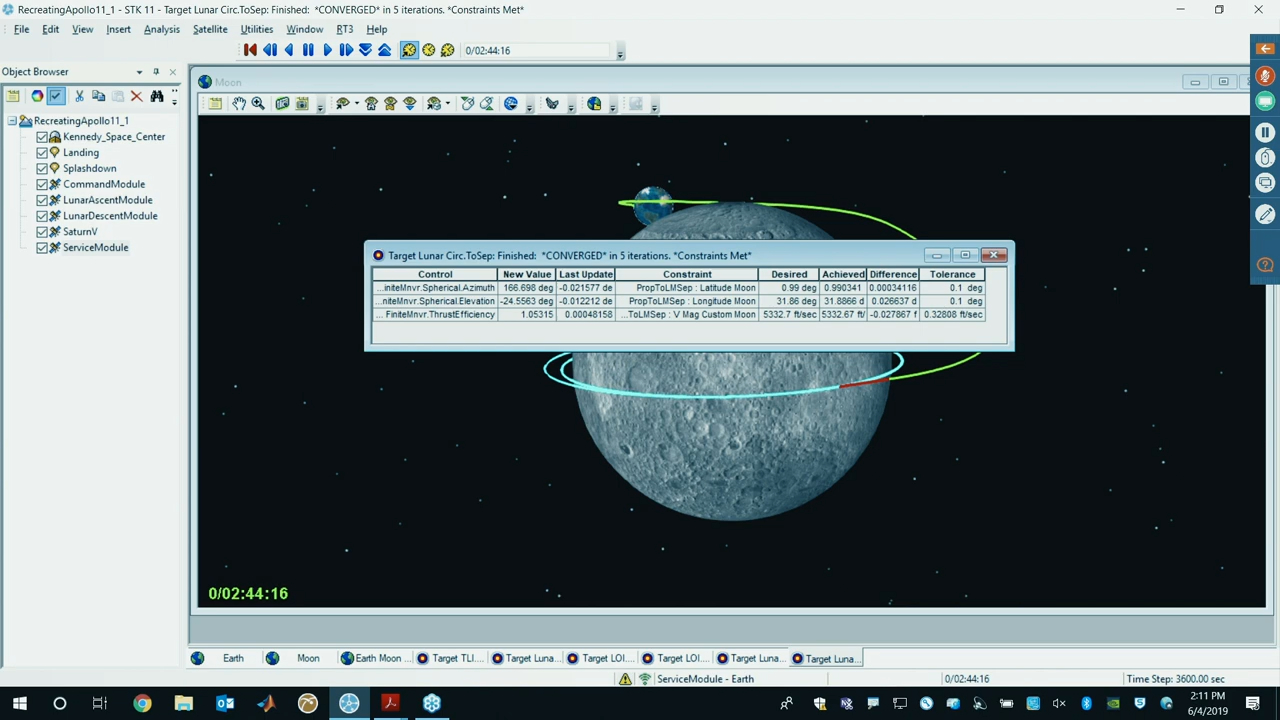 RecreatingApollo11_1 - STK 11 - Target Lunar Circ.ToSep: Finished: *CONVERGED* in 5 iterations. *Constraints Met*
File Edit View Insert Analysis Satellite Utilities Window RT3 Help
0/02:44:16
Object Browser
Moon
RecreatingApollo11_1
Kennedy_Space_Center
Landing
Splashdown
CommandModule
LunarAscentModule
LunarDescentModule
SaturnV
ServiceModule
Target Lunar Circ.ToSep: Finished: *CONVERGED* in 5 iterations. *Constraints Met*
Control New Value Last Update Constraint Desired Achieved Difference Tolerance
...initeMnvr.Spherical.Azimuth 166.698 deg -0.021577 de PropToLMSep : Latitude Moon 0.99 deg 0.990341 0.00034116 0.1 deg
...niteMnvr.Spherical.Elevation -24.5563 deg -0.012212 de PropToLMSep : Longitude Moon 31.86 deg 31.8866 d 0.026637 d 0.1 deg
... FiniteMnvr.ThrustEfficiency 1.05315 0.00048158 ...ToLMSep : V Mag Custom Moon 5332.7 ft/sec 5332.67 ft/ -0.027867 f 0.32808 ft/sec
0/02:44:16
Earth Moon Earth Moon ... Target TLI... Target Luna... Target LOI... Target LOI... Target Luna... Target Luna...
ServiceModule - Earth 0/02:44:16 Time Step: 3600.00 sec
2:11 PM
6/4/2019